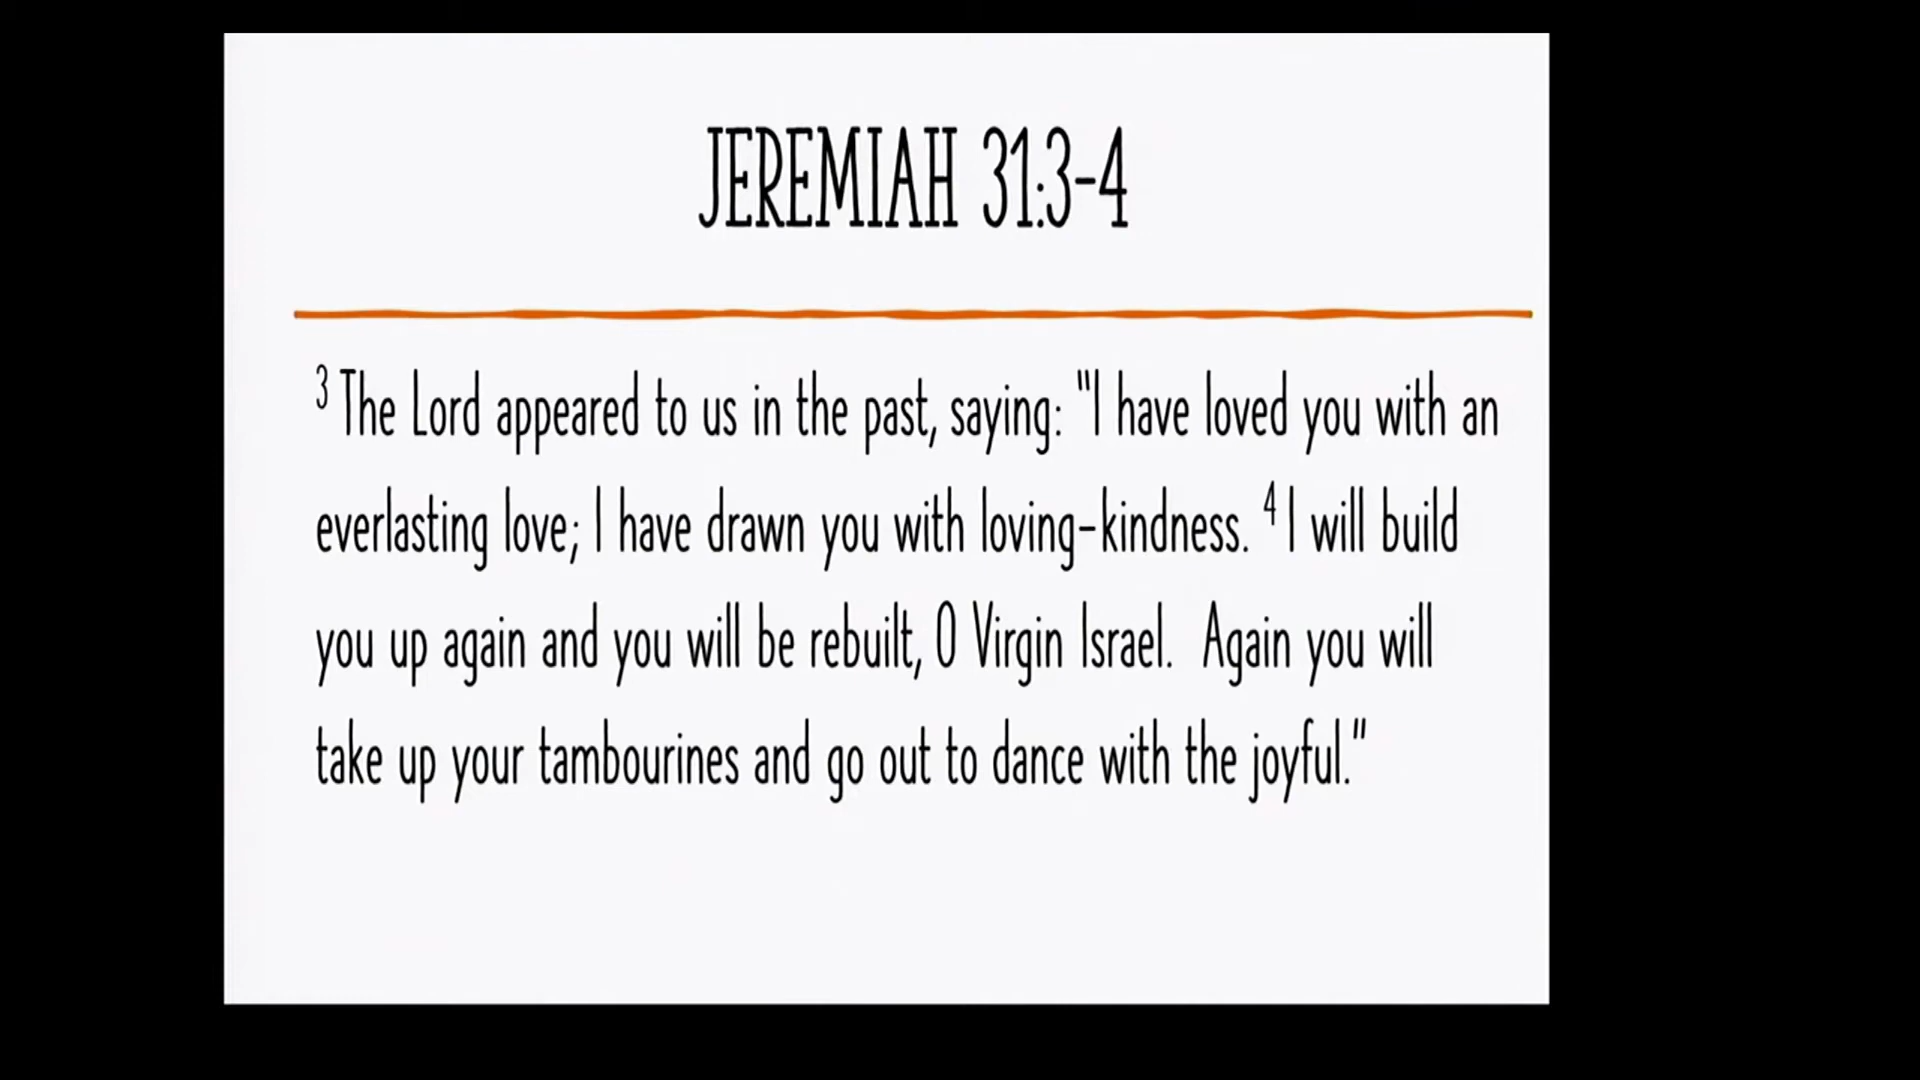 JEREMIAH 31:3-4
³ The Lord appeared to us in the past, saying: "I have loved you with an
everlasting love; I have drawn you with loving-kindness. ⁴ I will build
you up again and you will be rebuilt, O Virgin Israel.  Again you will
take up your tambourines and go out to dance with the joyful."